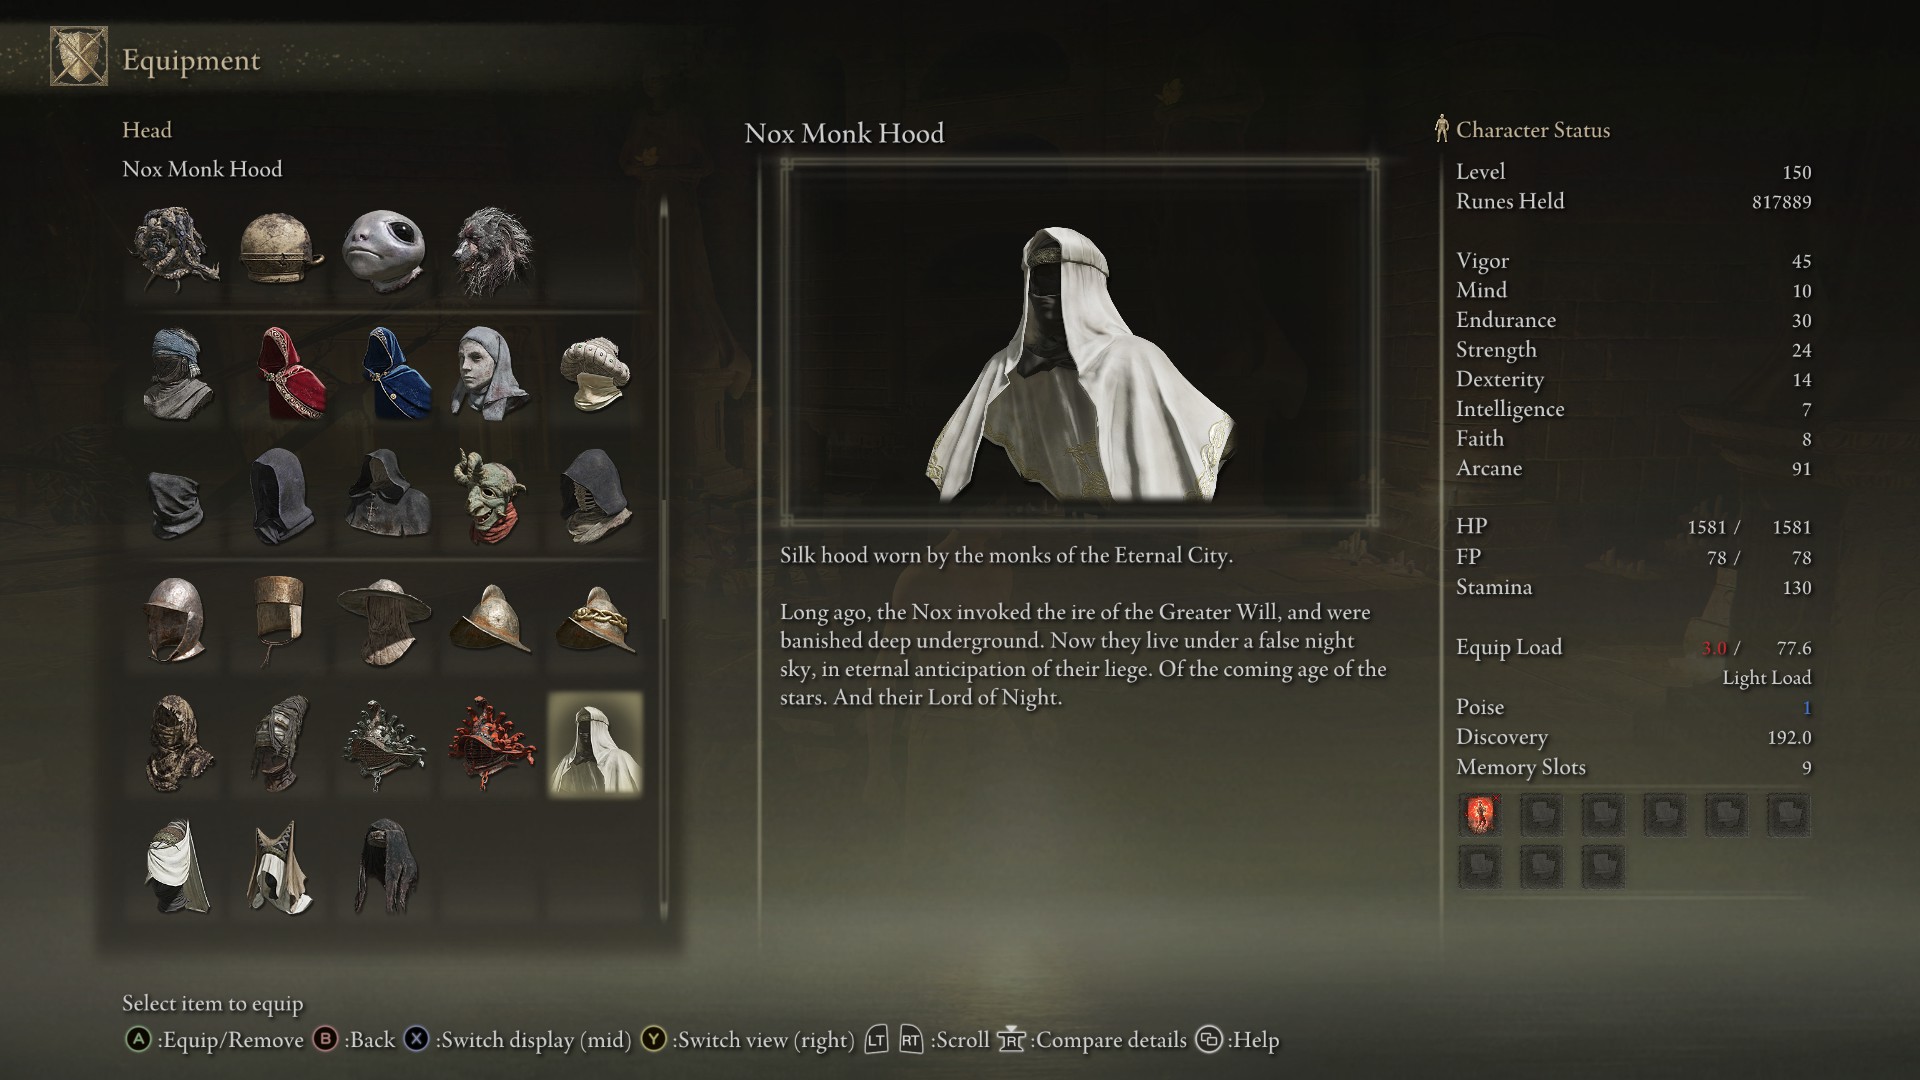 Equipment
Head
Nox Monk Hood
Nox Monk Hood
Silk hood worn by the monks of the Eternal City.
Long ago, the Nox invoked the ire of the Greater Will, and were
banished deep underground. Now they live under a false night
sky, in eternal anticipation of their liege. Of the coming age of the
stars. And their Lord of Night.
Character Status
Level 150
Runes Held 817889
Vigor 45
Mind 10
Endurance 30
Strength 24
Dexterity 14
Intelligence 7
Faith 8
Arcane 91
HP 1581 / 1581
FP 78 / 78
Stamina 130
Equip Load 3.0 / 77.6
Light Load
Poise 1
Discovery 192.0
Memory Slots 9
Select item to equip
A :Equip/Remove B :Back X :Switch display (mid) Y :Switch view (right) LT RT :Scroll R :Compare details :Help